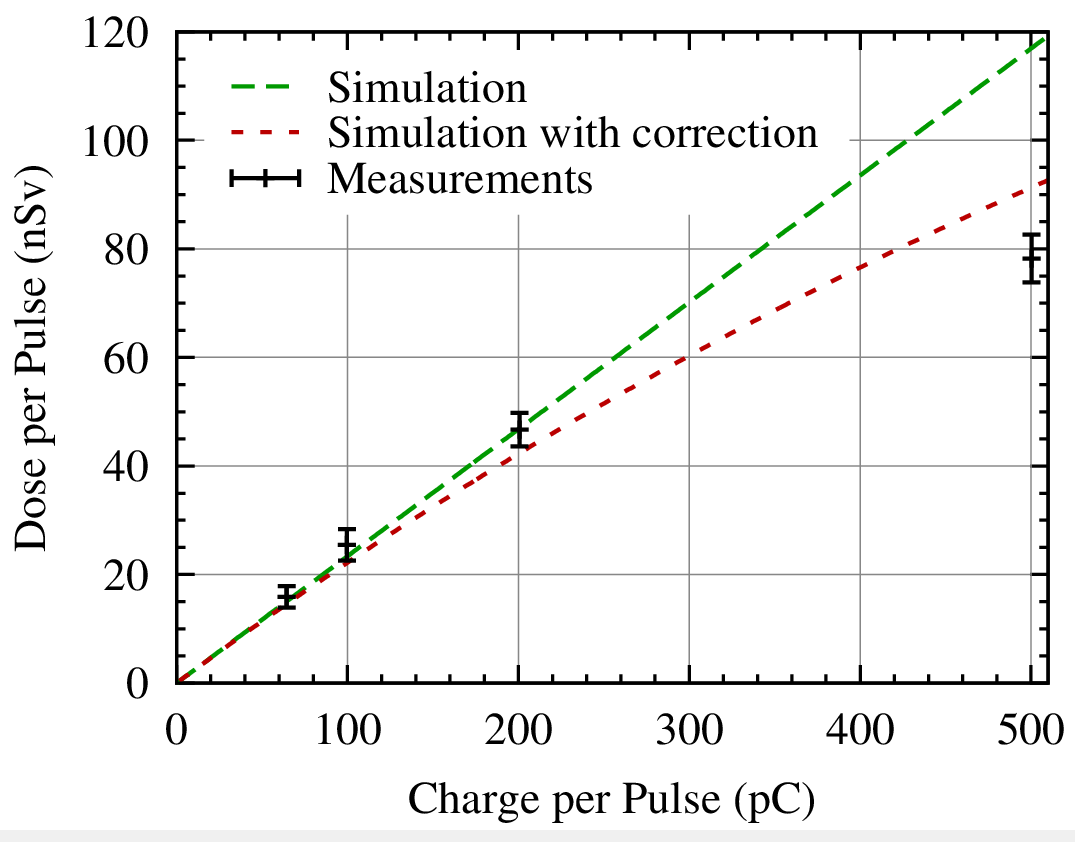 120
100
80
60
40
20
0
Dose per Pulse (nSv)
Simulation
Simulation with correction
Measurements
0 100 200 300 400 500
Charge per Pulse (pC)